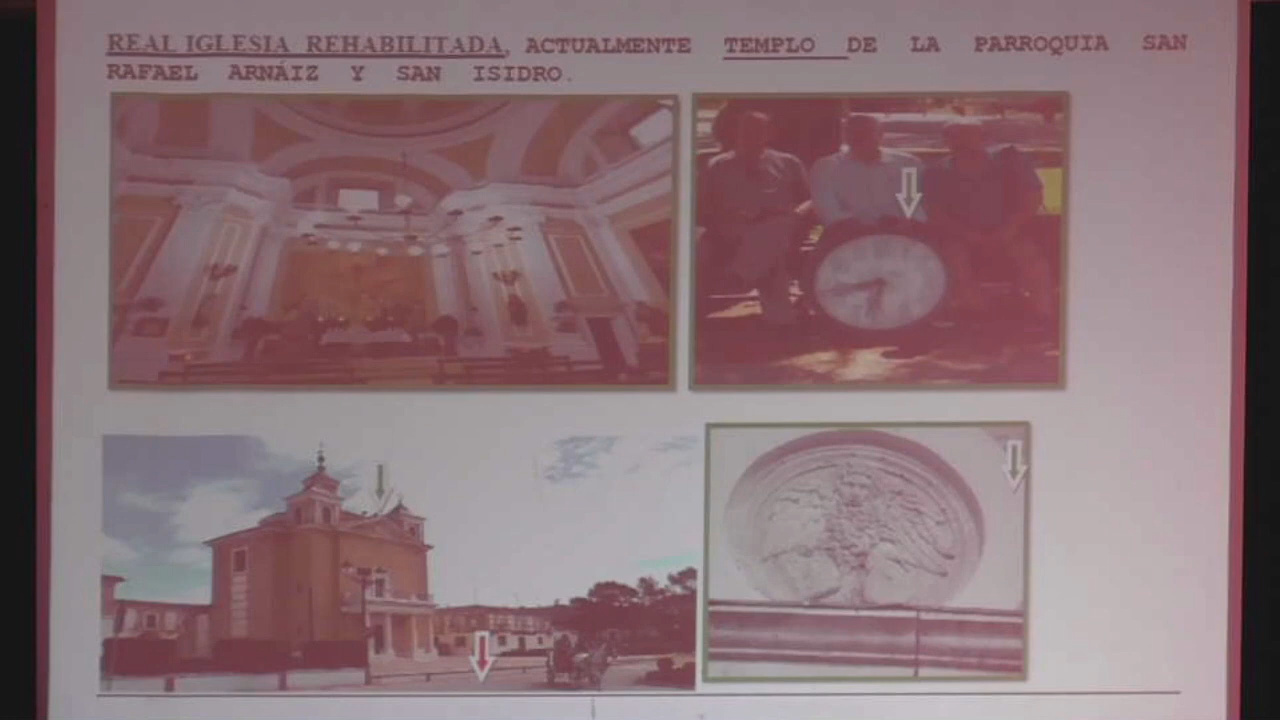 REAL IGLESIA REHABILITADA, ACTUALMENTE TEMPLO DE LA PARROQUIA SAN
RAFAEL ARNÁIZ Y SAN ISIDRO.